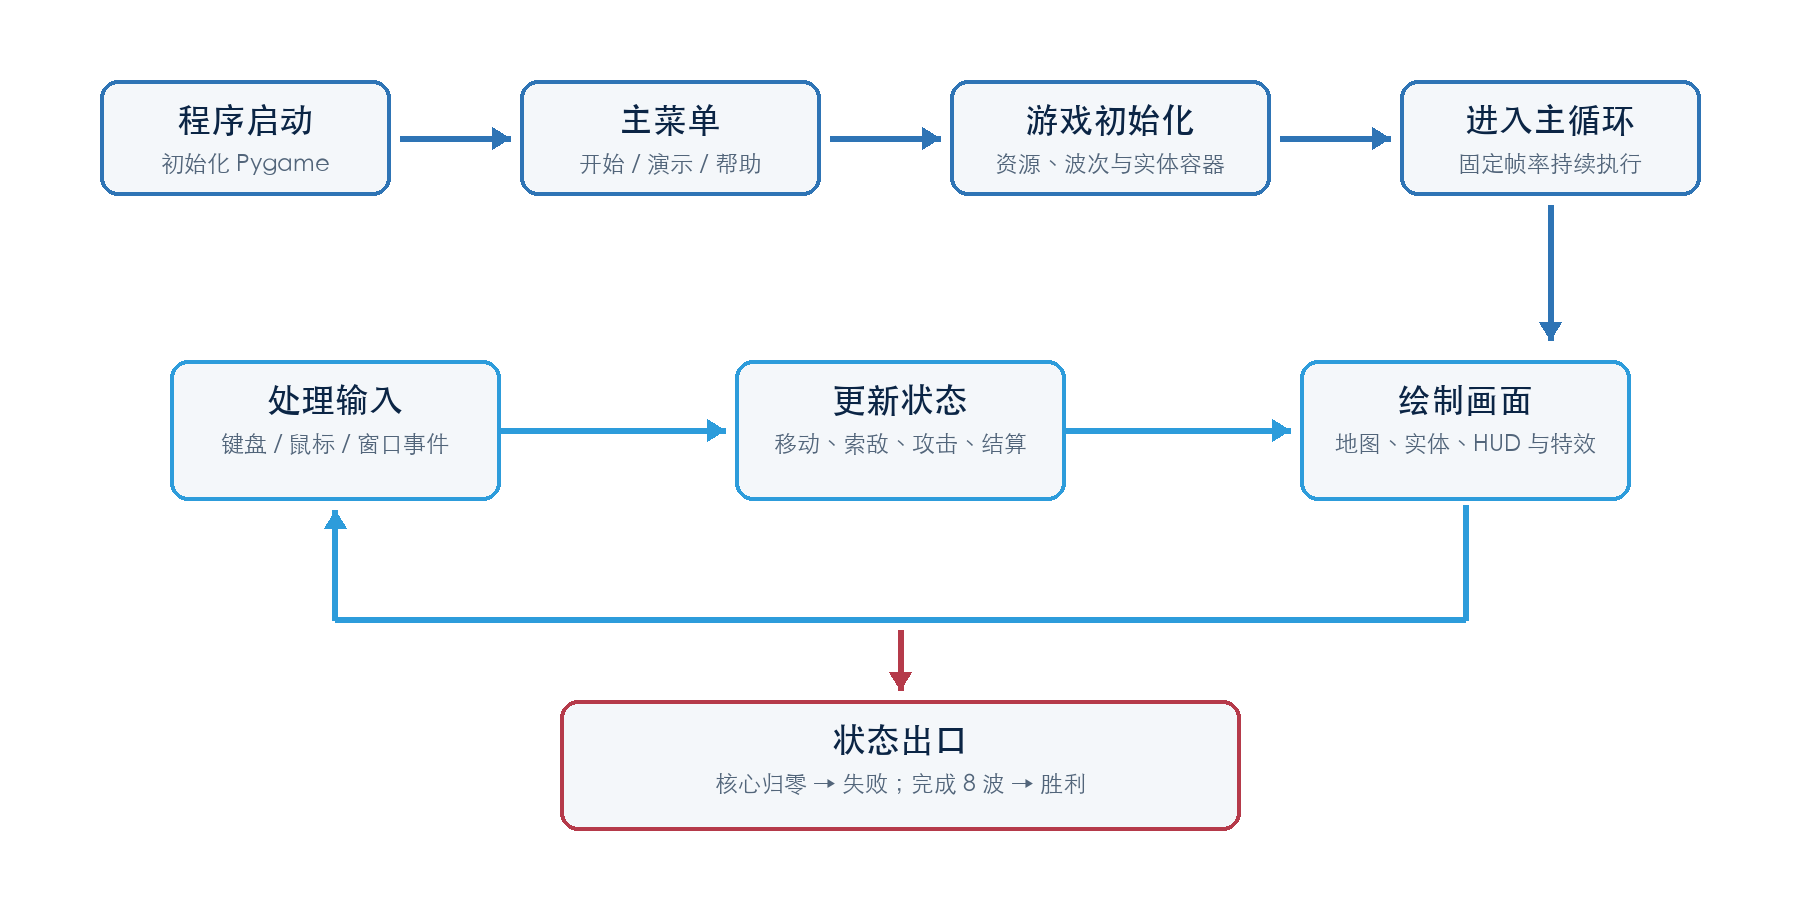 程序启动
初始化 Pygame
主菜单
开始 / 演示 / 帮助
游戏初始化
资源、波次与实体容器
进入主循环
固定帧率持续执行
处理输入
键盘 / 鼠标 / 窗口事件
更新状态
移动、索敌、攻击、结算
绘制画面
地图、实体、HUD 与特效
状态出口
核心归零 → 失败；完成 8 波 → 胜利